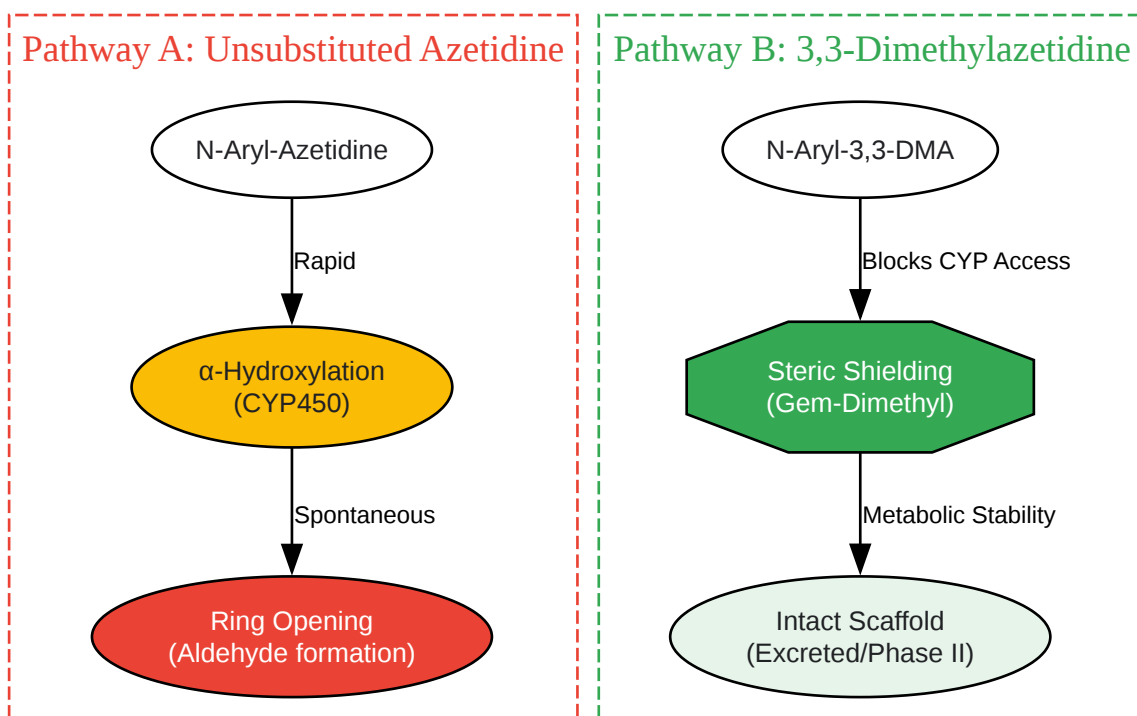 Pathway A: Unsubstituted Azetidine
N-Aryl-Azetidine
Rapid
α-Hydroxylation
(CYP450)
Spontaneous
Ring Opening
(Aldehyde formation)
Pathway B: 3,3-Dimethylazetidine
N-Aryl-3,3-DMA
Blocks CYP Access
Steric Shielding
(Gem-Dimethyl)
Metabolic Stability
Intact Scaffold
(Excreted/Phase II)